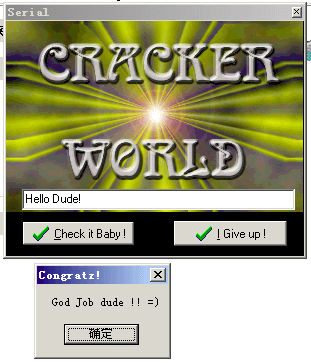 Serial
CRACKER
WORLD
Hello Dude!
Check it Baby !
I Give up !
Congratz!
God Job dude !! =)
确定